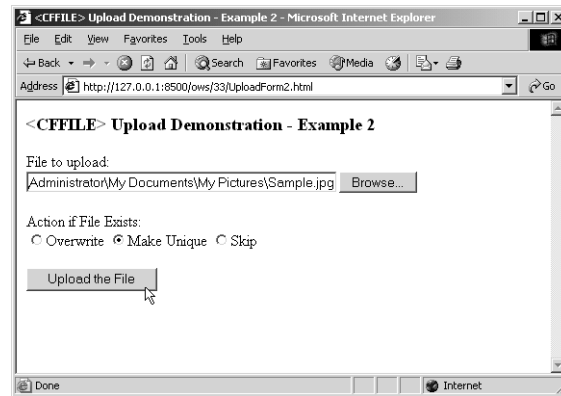 <CFFILE> Upload Demonstration - Example 2 - Microsoft Internet Explorer
File Edit View Favorites Tools Help
Back Search Favorites Media
Address http://127.0.0.1:8500/ows/33/UploadForm2.html Go
<CFFILE> Upload Demonstration - Example 2
File to upload:
Administrator\My Documents\My Pictures\Sample.jpg Browse...
Action if File Exists:
Overwrite Make Unique Skip
Upload the File
Done Internet